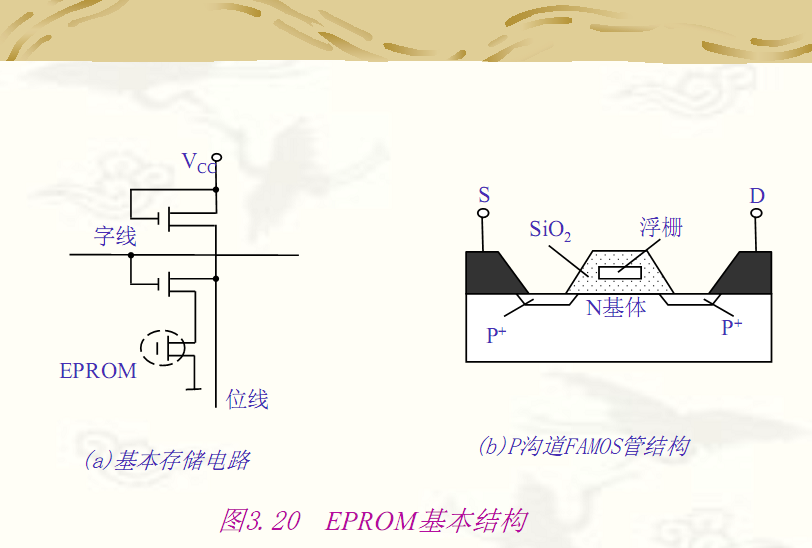 VCC
字线
EPROM
位线
(a)基本存储电路
S
D
SiO2
浮栅
N基体
P+
P+
(b)P沟道FAMOS管结构
图3.20 EPROM基本结构